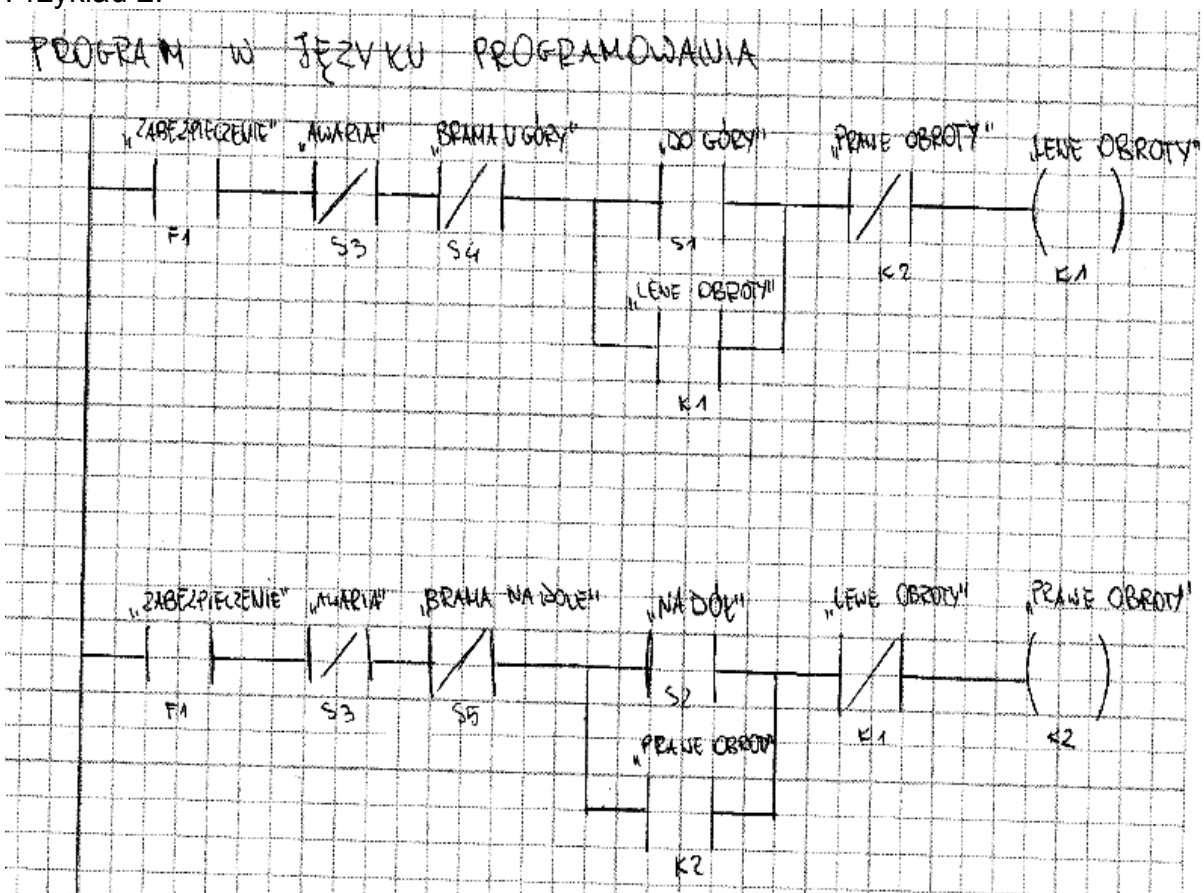 Przykład 2.
PROGRAM W JĘZYKU PROGRAMOWANIA
„ZABEZPIECZENIE" „AWARIA" „BRAMA U GÓRY" „DO GÓRY" „PRAWE OBROTY" „LEWE OBROTY"
F1 S3 S4 S1 K2 K1
„LEWE OBROTY"
K1
„ZABEZPIECZENIE" „AWARIA" „BRAMA NA DOLE" „NA DÓŁ" „LEWE OBROTY" „PRAWE OBROTY"
F1 S3 S5 S2 K1 K2
„PRAWE OBROTY
K2